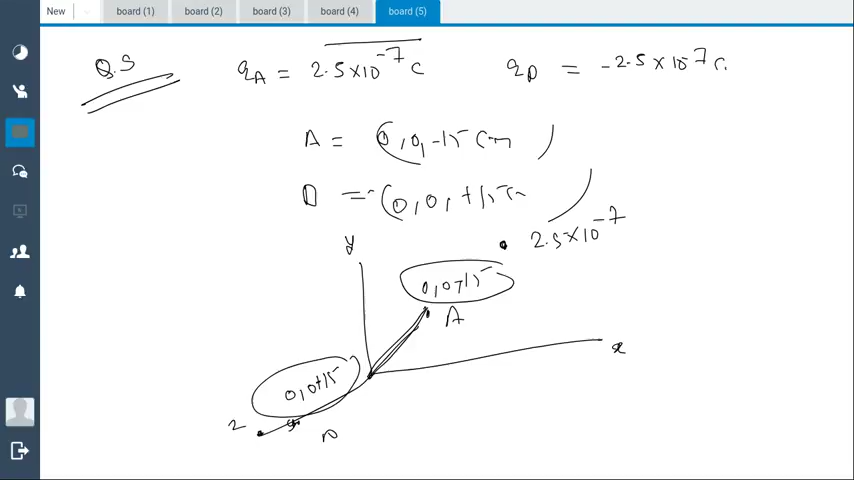 New board (1) board (2) board (3) board (4) board (5)
Q.5 qA = 2.5×10⁻⁷ C qD = -2.5×10⁻⁷ C
A = (0,0,-15 cm)
D = (0,0,+15 cm)
y 2.5×10⁻⁷
0,0-15
A
x
0,0+15
z
D